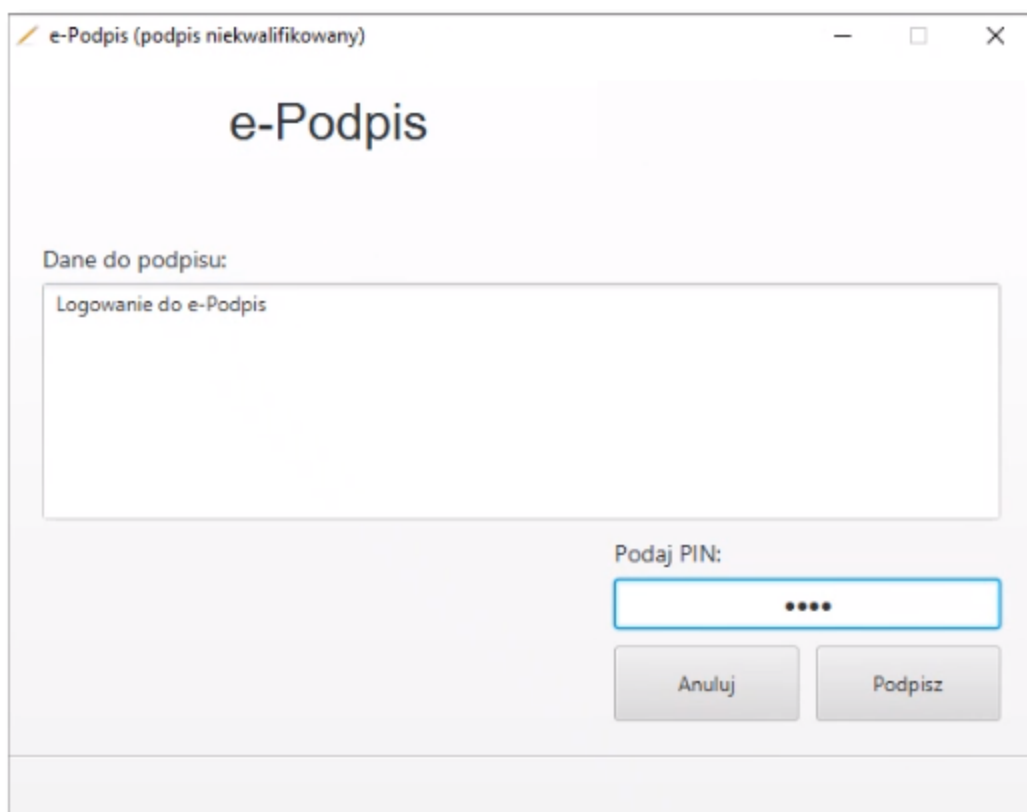 e-Podpis (podpis niekwalifikowany)
e-Podpis
Dane do podpisu:
Logowanie do e-Podpis
Podaj PIN:
••••
Anuluj
Podpisz